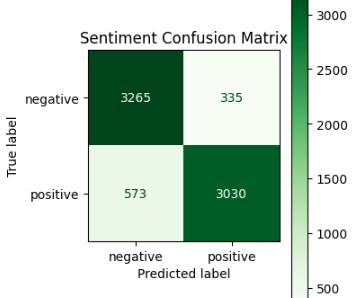 Sentiment Confusion Matrix
True label
negative
3265
335
positive
573
3030
negative
positive
Predicted label
3000
2500
2000
1500
1000
500